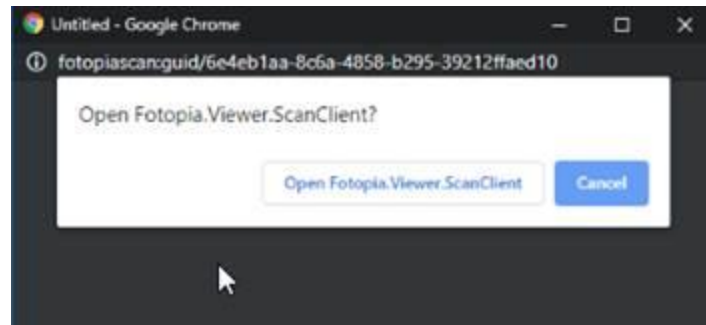 Untitled - Google Chrome
fotopiascan:guid/6e4eb1aa-8c6a-4858-b295-39212ffaed10
Open Fotopia.Viewer.ScanClient?
Open Fotopia.Viewer.ScanClient
Cancel